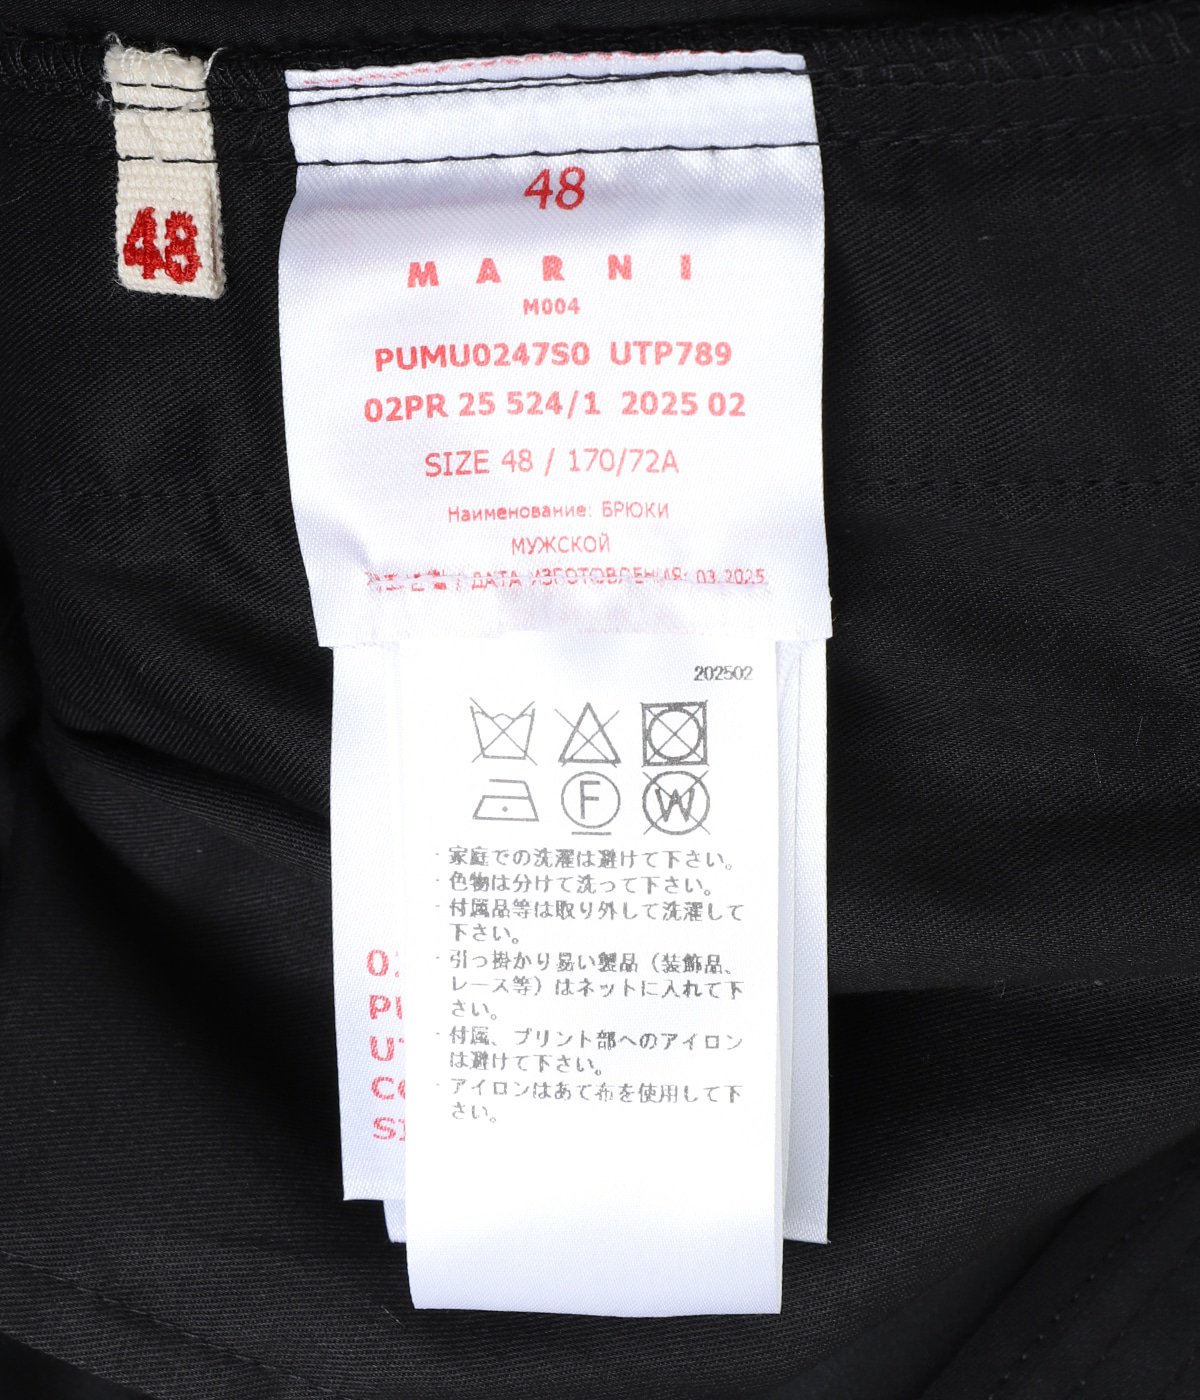 48
48
MARNI
M004
PUMU0247S0 UTP789
02PR 25 524/1 2025 02
SIZE 48 / 170/72A
Наименование: БРЮКИ
МУЖСКОЙ
ДАТА ИЗГОТОВЛЕНИЯ: 03.2025
202502
F
W
・家庭での洗濯は避けて下さい。
・色物は分けて洗って下さい。
・付属品等は取り外して洗濯して
下さい。
・引っ掛かり易い製品（装飾品、
レース等）はネットに入れて下
さい。
・付属、プリント部へのアイロン
は避けて下さい。
・アイロンはあて布を使用して下
さい。